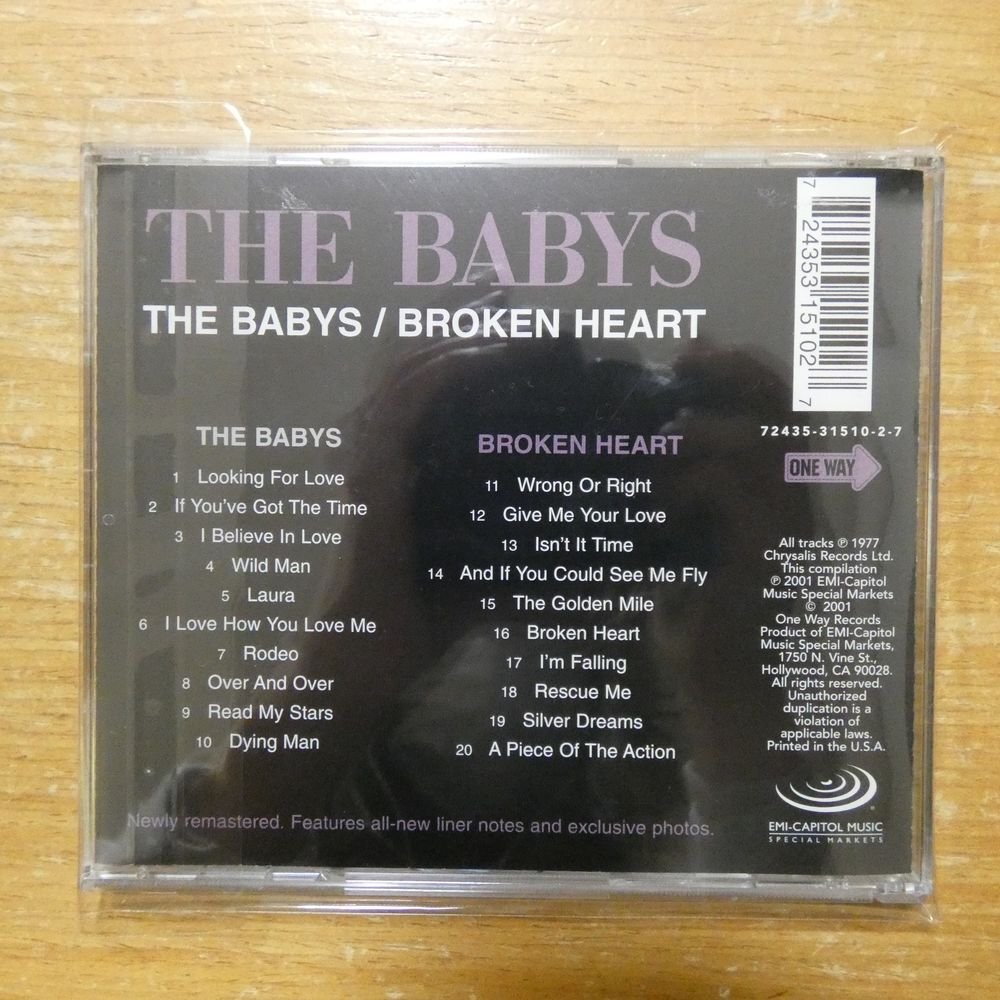 THE BABYS
THE BABYS / BROKEN HEART
7 24353 15102 7
72435-31510-2-7
ONE WAY
THE BABYS
1 Looking For Love
2 If You've Got The Time
3 I Believe In Love
4 Wild Man
5 Laura
6 I Love How You Love Me
7 Rodeo
8 Over And Over
9 Read My Stars
10 Dying Man
BROKEN HEART
11 Wrong Or Right
12 Give Me Your Love
13 Isn't It Time
14 And If You Could See Me Fly
15 The Golden Mile
16 Broken Heart
17 I'm Falling
18 Rescue Me
19 Silver Dreams
20 A Piece Of The Action
All tracks ℗ 1977
Chrysalis Records Ltd.
This compilation
℗ 2001 EMI-Capitol
Music Special Markets
© 2001
One Way Records
Product of EMI-Capitol
Music Special Markets,
1750 N. Vine St.,
Hollywood, CA 90028.
All rights reserved.
Unauthorized
duplication is a
violation of
applicable laws.
Printed in the U.S.A.
Newly remastered. Features all-new liner notes and exclusive photos.
EMI-CAPITOL MUSIC
SPECIAL MARKETS